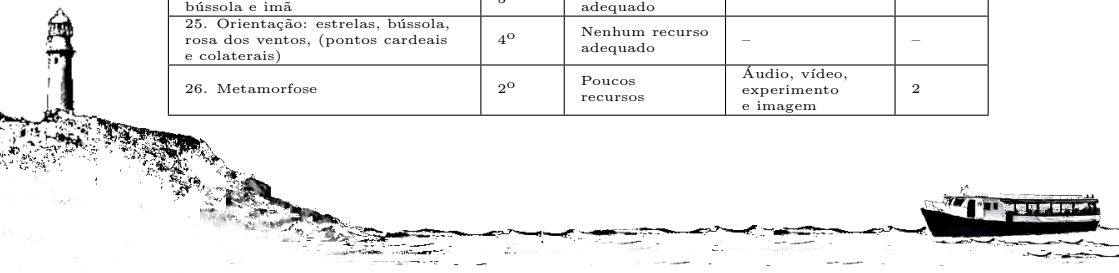 bússola e imã
adequado
25. Orientação: estrelas, bússola,
rosa dos ventos, (pontos cardeais
e colaterais)
4º
Nenhum recurso
adequado
–
–
26. Metamorfose
2º
Poucos
recursos
Áudio, vídeo,
experimento
e imagem
2